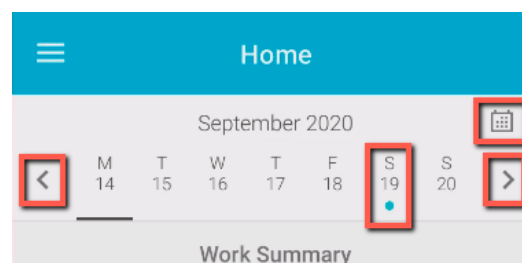 Home
September 2020
M T W T F S S
14 15 16 17 18 19 20
Work Summary